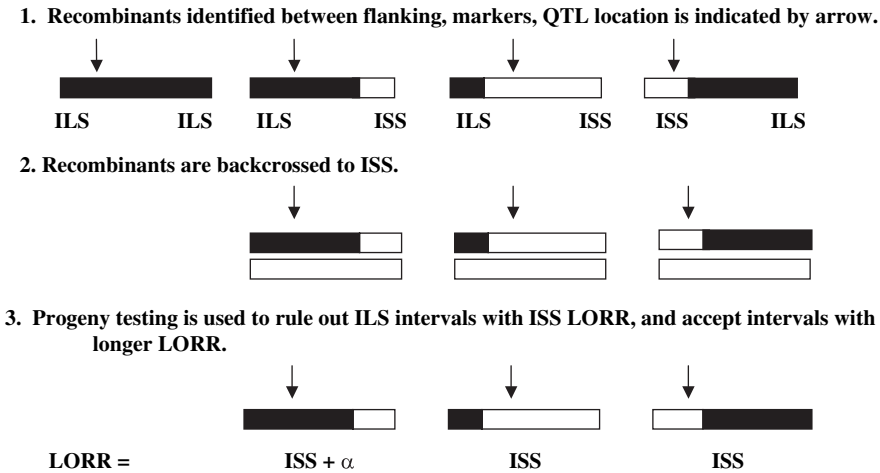 1. Recombinants identified between flanking, markers, QTL location is indicated by arrow.
ILS ILS ILS ISS ILS ISS ISS ILS
2. Recombinants are backcrossed to ISS.
3. Progeny testing is used to rule out ILS intervals with ISS LORR, and accept intervals with
longer LORR.
LORR = ISS + α ISS ISS